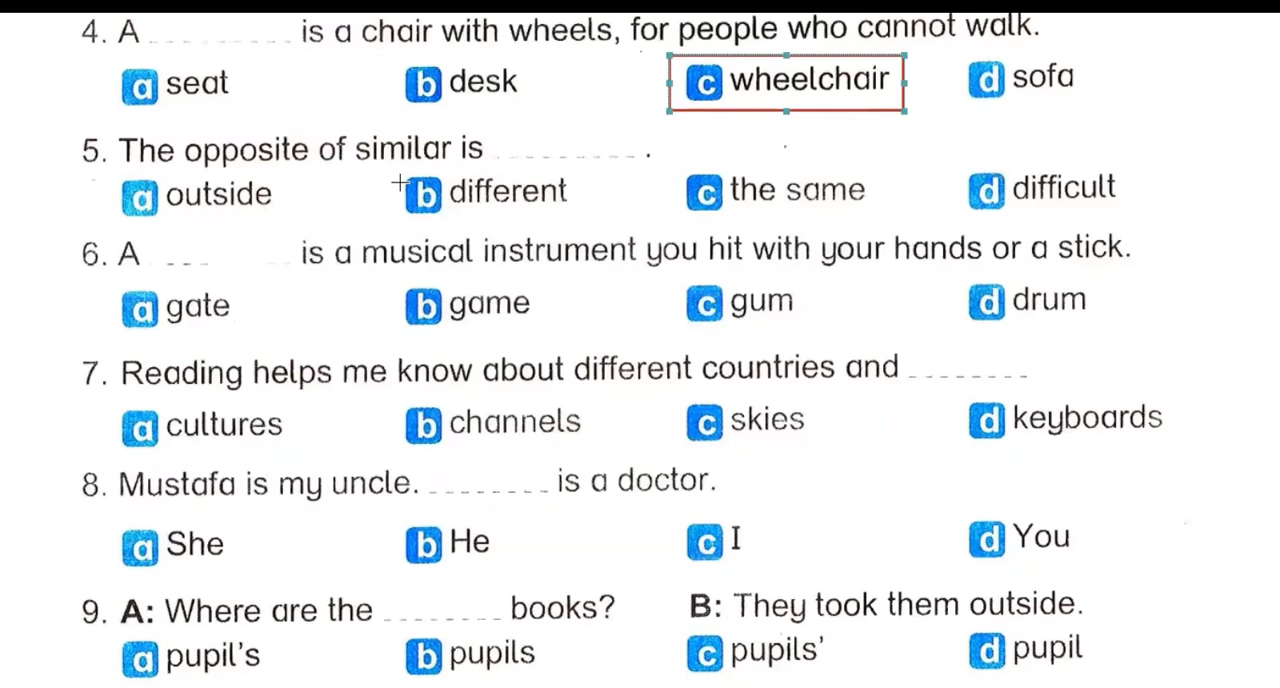 4. A _________ is a chair with wheels, for people who cannot walk.
a seat b desk c wheelchair d sofa
5. The opposite of similar is _________ .
a outside b different c the same d difficult
6. A ___ is a musical instrument you hit with your hands or a stick.
a gate b game c gum d drum
7. Reading helps me know about different countries and ________
a cultures b channels c skies d keyboards
8. Mustafa is my uncle. ________ is a doctor.
a She b He c I d You
9. A: Where are the ________ books? B: They took them outside.
a pupil's b pupils c pupils' d pupil